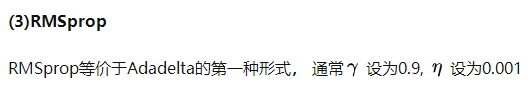 (3)RMSprop
RMSprop等价于Adadelta的第一种形式， 通常 γ 设为0.9, η 设为0.001